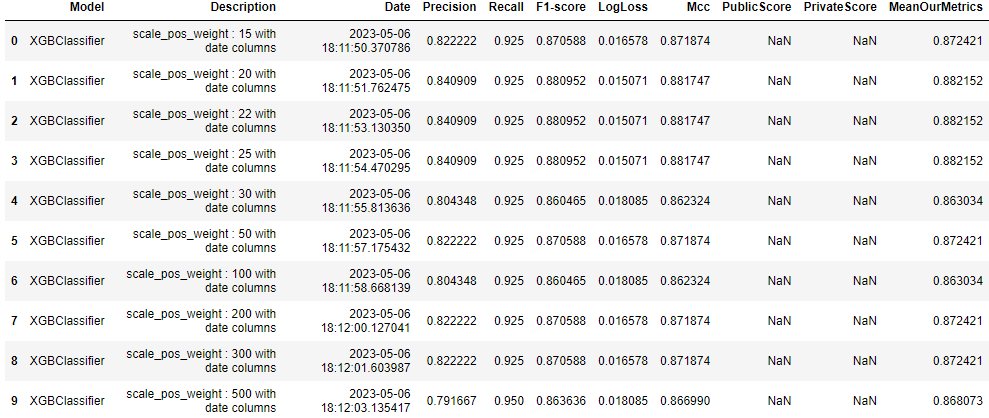 Model Description Date Precision Recall F1-score LogLoss Mcc PublicScore PrivateScore MeanOurMetrics
0 XGBClassifier scale_pos_weight : 15 with date columns 2023-05-06 18:11:50.370786 0.822222 0.925 0.870588 0.016578 0.871874 NaN NaN 0.872421
1 XGBClassifier scale_pos_weight : 20 with date columns 2023-05-06 18:11:51.762475 0.840909 0.925 0.880952 0.015071 0.881747 NaN NaN 0.882152
2 XGBClassifier scale_pos_weight : 22 with date columns 2023-05-06 18:11:53.130350 0.840909 0.925 0.880952 0.015071 0.881747 NaN NaN 0.882152
3 XGBClassifier scale_pos_weight : 25 with date columns 2023-05-06 18:11:54.470295 0.840909 0.925 0.880952 0.015071 0.881747 NaN NaN 0.882152
4 XGBClassifier scale_pos_weight : 30 with date columns 2023-05-06 18:11:55.813636 0.804348 0.925 0.860465 0.018085 0.862324 NaN NaN 0.863034
5 XGBClassifier scale_pos_weight : 50 with date columns 2023-05-06 18:11:57.175432 0.822222 0.925 0.870588 0.016578 0.871874 NaN NaN 0.872421
6 XGBClassifier scale_pos_weight : 100 with date columns 2023-05-06 18:11:58.668139 0.804348 0.925 0.860465 0.018085 0.862324 NaN NaN 0.863034
7 XGBClassifier scale_pos_weight : 200 with date columns 2023-05-06 18:12:00.127041 0.822222 0.925 0.870588 0.016578 0.871874 NaN NaN 0.872421
8 XGBClassifier scale_pos_weight : 300 with date columns 2023-05-06 18:12:01.603987 0.822222 0.925 0.870588 0.016578 0.871874 NaN NaN 0.872421
9 XGBClassifier scale_pos_weight : 500 with date columns 2023-05-06 18:12:03.135417 0.791667 0.950 0.863636 0.018085 0.866990 NaN NaN 0.868073